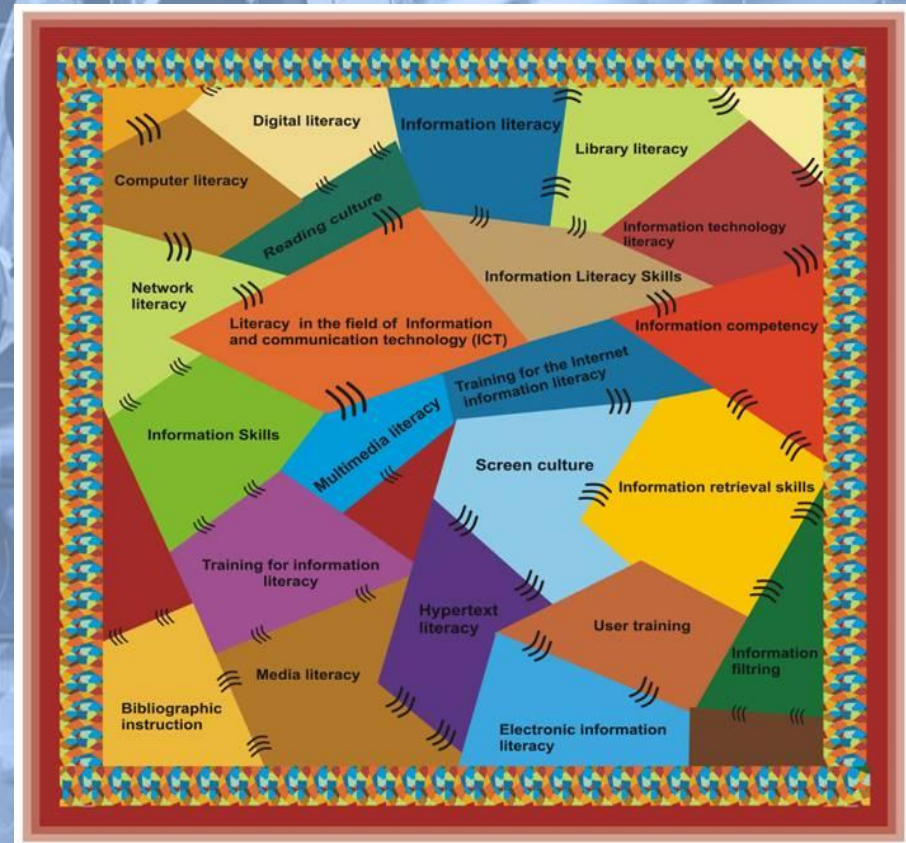 Digital literacy
Information literacy
Library literacy
Computer literacy
Reading culture
Information technology
literacy
Information Literacy Skills
Network
literacy
Literacy in the field of Information
and communication technology (ICT)
Information competency
Training for the Internet
information literacy
Information Skills
Multimedia literacy
Screen culture
Information retrieval skills
Training for information
literacy
Hypertext
literacy
User training
Information
filtring
Media literacy
Bibliographic
instruction
Electronic information
literacy